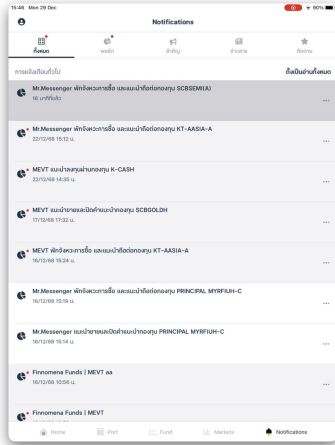 15:46 Mon 29 Dec
90%
Notifications
ทั้งหมด
พอร์ต
สำคัญ
ข่าวสาร
ติดตาม
การแจ้งเตือนทั่วไป
ตั้งเป็นอ่านทั้งหมด
Mr.Messenger พักจังหวะการซื้อ และแนะนำถือต่อกองทุน SCBSEMI(A)
16 นาทีที่แล้ว
Mr.Messenger พักจังหวะการซื้อ และแนะนำถือต่อกองทุน KT-AASIA-A
22/12/68 15:12 น.
MEVT แนะนำลงทุนผ่านกองทุน K-CASH
22/12/68 14:35 น.
MEVT แนะนำขายและปิดคำแนะนำกองทุน SCBGOLDH
17/12/68 17:32 น.
MEVT พักจังหวะการซื้อ และแนะนำถือต่อกองทุน KT-AASIA-A
16/12/68 15:24 น.
Mr.Messenger พักจังหวะการซื้อ และแนะนำถือต่อกองทุน PRINCIPAL MYRFIUH-C
16/12/68 15:19 น.
Mr.Messenger แนะนำขายและปิดคำแนะนำกองทุน PRINCIPAL MYRFIUH-C
16/12/68 15:14 น.
Finnomena Funds | MEVT aa
16/12/68 10:56 น.
Finnomena Funds | MEVT
Home
Port
Fund
Markets
Notifications